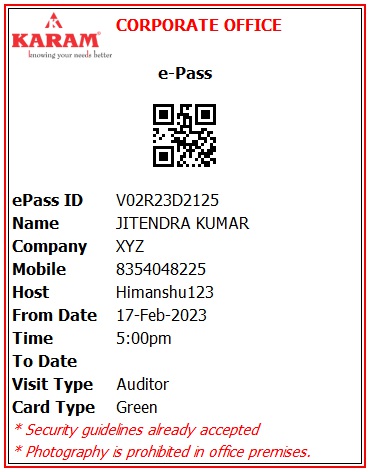 KARAM®
knowing your needs better
CORPORATE OFFICE
e-Pass
ePass ID V02R23D2125
Name JITENDRA KUMAR
Company XYZ
Mobile 8354048225
Host Himanshu123
From Date 17-Feb-2023
Time 5:00pm
To Date
Visit Type Auditor
Card Type Green
* Security guidelines already accepted
* Photography is prohibited in office premises.